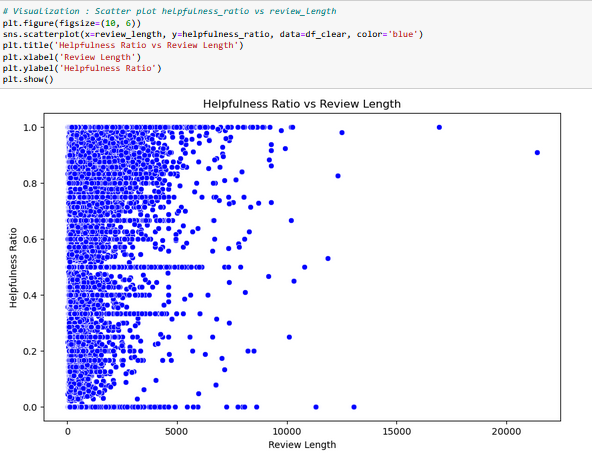 # Visualization : Scatter plot helpfulness_ratio vs review_length
plt.figure(figsize=(10, 6))
sns.scatterplot(x=review_length, y=helpfulness_ratio, data=df_clear, color='blue')
plt.title('Helpfulness Ratio vs Review Length')
plt.xlabel('Review Length')
plt.ylabel('Helpfulness Ratio')
plt.show()
Helpfulness Ratio vs Review Length
1.0
0.8
0.6
0.4
0.2
0.0
Helpfulness Ratio
0
5000
10000
15000
20000
Review Length